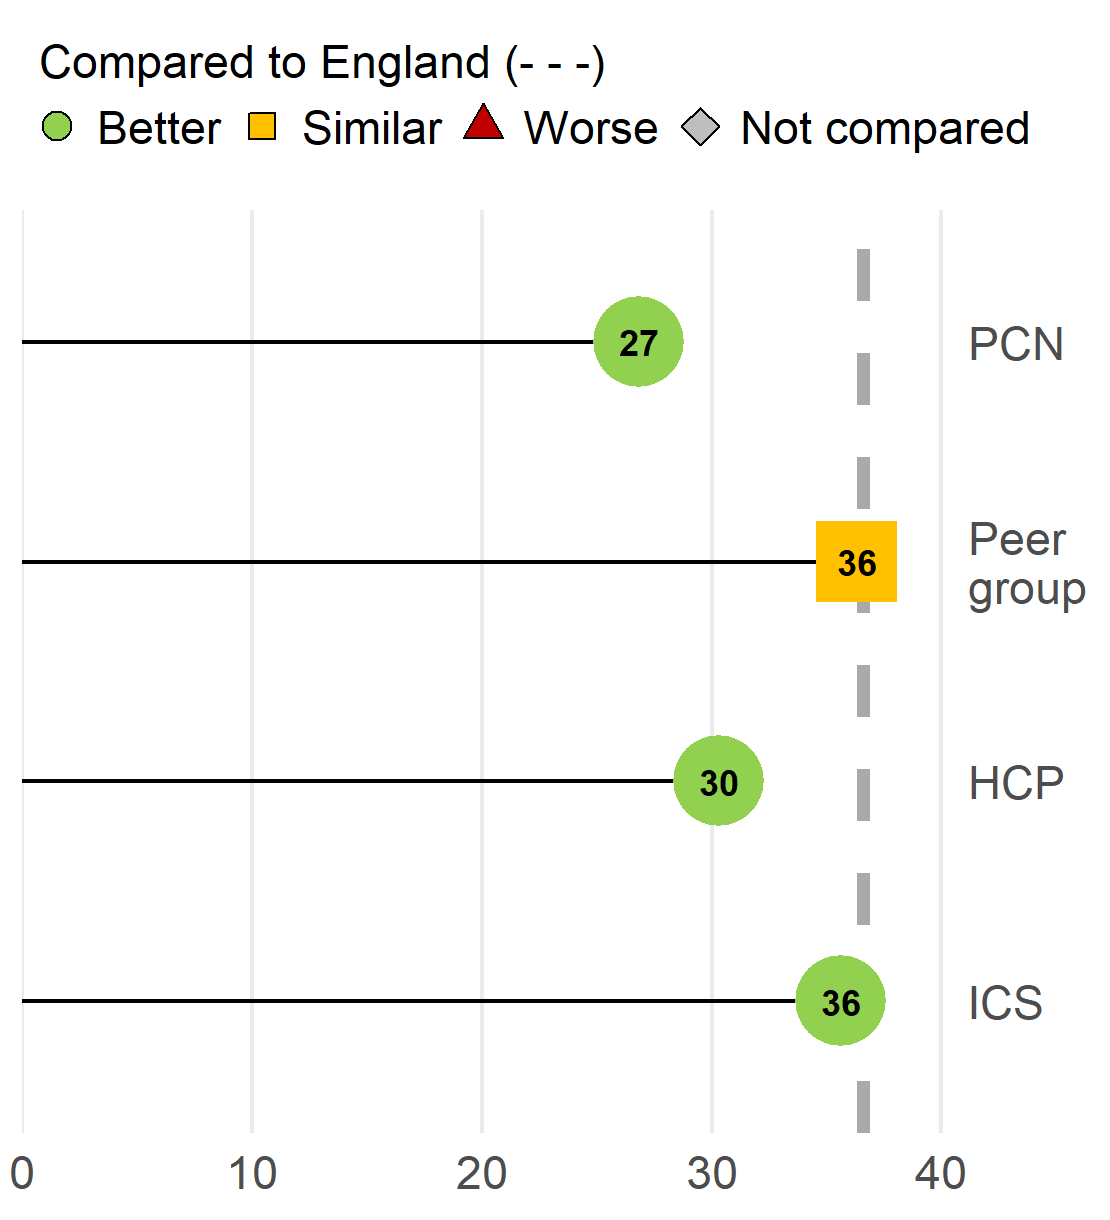 Compared to England (- - -)
Better Similar Worse Not compared
27 PCN
36 Peer
group
30 HCP
36 ICS
0 10 20 30 40